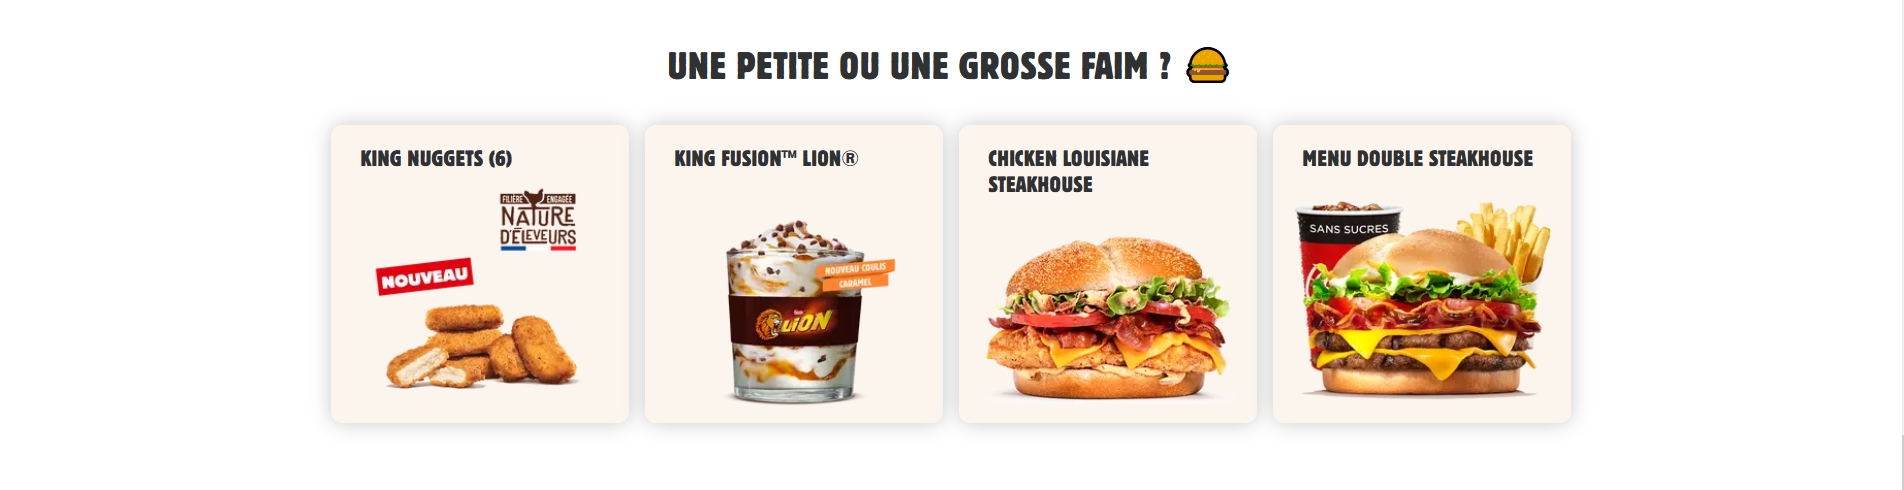 UNE PETITE OU UNE GROSSE FAIM ?
KING NUGGETS (6)
FILIÈRE ENGAGÉE
NATURE
D'ÉLEVEURS
NOUVEAU
KING FUSION™ LION®
NOUVEAU COULIS
CARAMEL
LION
CHICKEN LOUISIANE
STEAKHOUSE
MENU DOUBLE STEAKHOUSE
SANS SUCRES